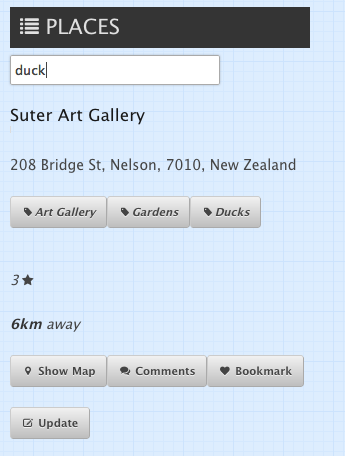 PLACES
duck
Suter Art Gallery
208 Bridge St, Nelson, 7010, New Zealand
Art Gallery Gardens Ducks
3
6km away
Show Map Comments Bookmark
Update